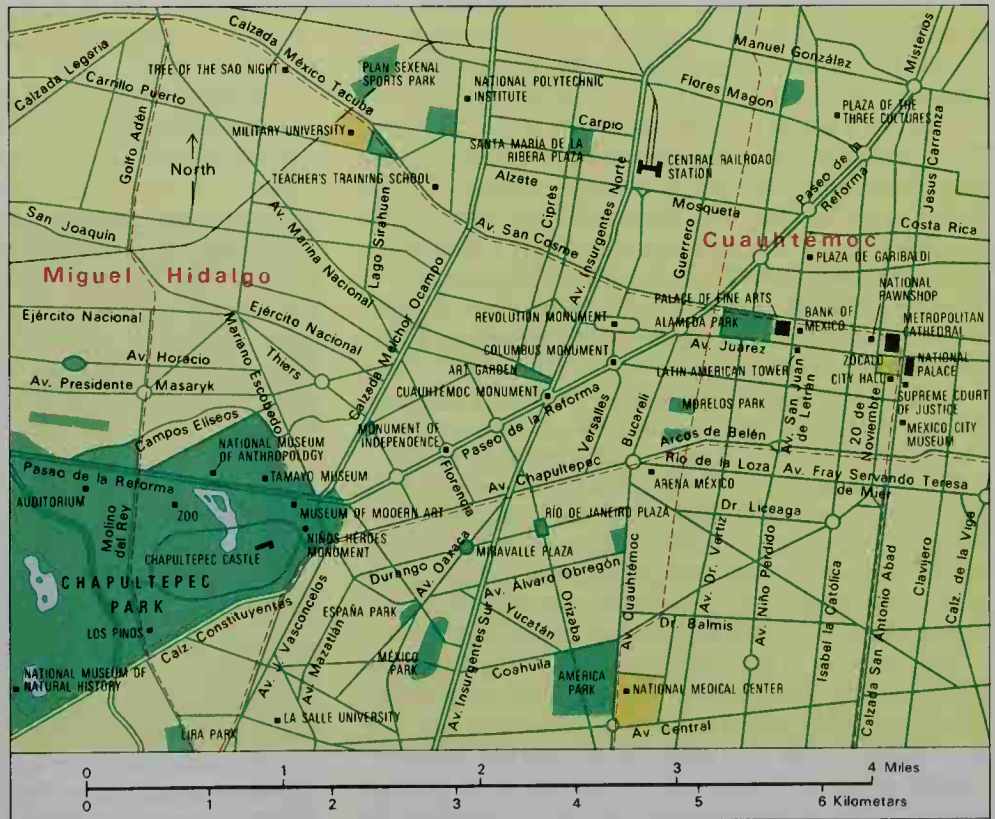 Calzada Legaria
Calzada México Tacuba
TREE OF THE SAO NIGHT
PLAN SEXENAL
SPORTS PARK
NATIONAL POLYTECHNIC
INSTITUTE
Manuel Gonzálaz
Misterios
Carrillo Puerto
Flores Magon
PLAZA OF THE
THREE CULTURES
Golfo Adén
North
MILITARY UNIVERSITY
Carpio
SANTA MARÍA DE LA
RIBERA PLAZA
CENTRAL RAILROAD
STATION
Paseo de la
Reforma
Jesus Carranza
TEACHER'S TRAINING SCHOOL
Alzete
Mosqueta
San Joaquin
Av. Marina Nacional
Lago Sirahuen
Av. San Cosme
Ciprés
Av. Insurgentes Norte
Guerrero
Costa Rica
Cuauhtémoc
PLAZA DE GARIBALDI
Miguel Hidalgo
NATIONAL
PAWNSHOP
Ejército Nacional
Ejército Nacional
Mariano Escobedo
Calzada Melchor Ocampo
PALACE OF FINE ARTS
REVOLUTION MONUMENT
ALAMEDA PARK
BANK OF
MEXICO
METROPOLITAN
CATHEDRAL
Av. Horacio
Thiers
COLUMBUS MONUMENT
Av. Juárez
ART GARDEN
LATIN-AMERICAN TOWER
ZOCALO
NATIONAL
PALACE
Av. Presidente Masaryk
CUAUHTEMOC MONUMENT
CITY HALL
SUPREME COURT
OF JUSTICE
Campos Eliseos
MORELOS PARK
Av. San Juan
de Letran
20 de
Noviembre
MEXICO CITY
MUSEUM
NATIONAL MUSEUM
OF ANTHROPOLOGY
MONUMENT OF
INDEPENDENCE
Paseo de la Reforma
Versalles
Bucareli
Arcos de Belén
Paseo de la Reforma
TAMAYO MUSEUM
Florencia
Av. Chapultepec
Río de la Loza
Av. Fray Servando Teresa
de Mier
AUDITORIUM
ZOO
MUSEUM OF MODERN ART
ARENA MÉXICO
Molino
del Rey
NIÑOS HÉROES
MONUMENT
RÍO DE JANEIRO PLAZA
Dr. Liceaga
CHAPULTEPEC CASTLE
MIRAVALLE PLAZA
CHAPULTEPEC
PARK
Durango
Av. Oaxaca
Av. Álvaro Obregón
Av. Cuauhtémoc
Av. Dr. Vertiz
Av. Niño Perdido
Isabel la Católica
Calzada San Antonio Abad
Clavijero
Calz. de la Viga
Calz. Constituyentes
ESPAÑA PARK
Yucatán
Orizaba
LOS PINOS
Av. J. Vasconcelos
Av. Mazatlán
MÉXICO
PARK
Av. Insurgentes Sur
Coahuila
Dr. Balmis
NATIONAL MUSEUM OF
NATURAL HISTORY
AMÉRICA
PARK
NATIONAL MEDICAL CENTER
LA SALLE UNIVERSITY
LIRA PARK
Av. Central
0 1 2 3 4 Miles
0 1 2 3 4 5 6 Kilometars